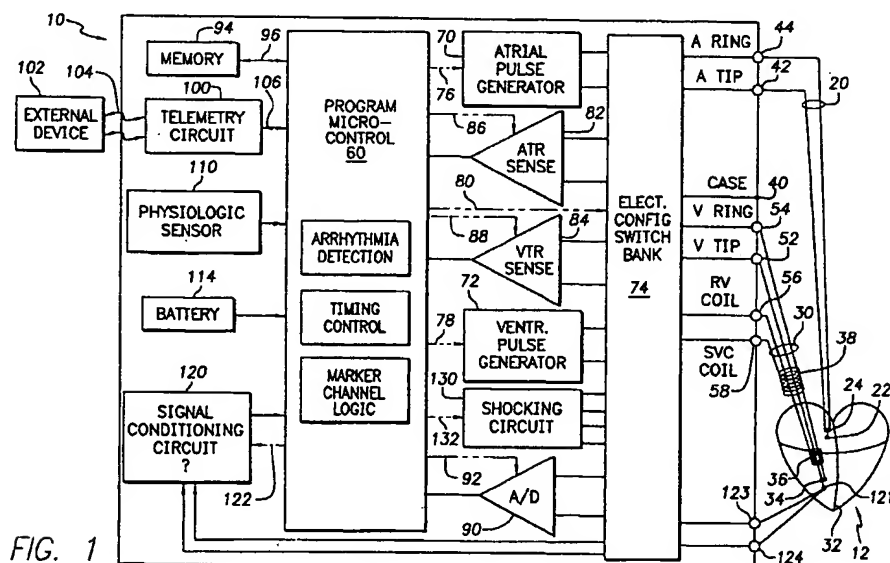 10
94
MEMORY
96
102
104
100
EXTERNAL DEVICE
TELEMETRY CIRCUIT
106
110
PHYSIOLOGIC SENSOR
114
BATTERY
120
SIGNAL CONDITIONING CIRCUIT ?
122
PROGRAM MICRO-CONTROL 60
ARRHYTHMIA DETECTION
TIMING CONTROL
MARKER CHANNEL LOGIC
70
ATRIAL PULSE GENERATOR
76
86
82
ATR SENSE
80
84
88
VTR SENSE
72
78
VENTR. PULSE GENERATOR
130
SHOCKING CIRCUIT
132
92
A/D
90
ELECT. CONFIG SWITCH BANK 74
A RING
44
A TIP
42
20
CASE
40
V RING
54
V TIP
52
RV COIL
56
30
38
SVC COIL
58
24
22
36
34
121
123
124
32
12
FIG. 1